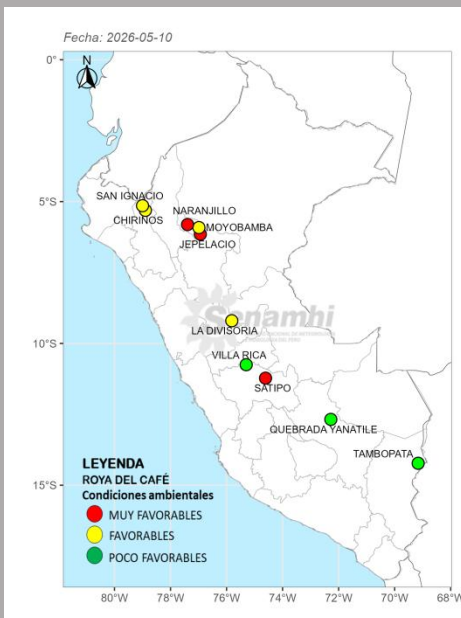 Fecha: 2026-05-10
N
0°
5°S
10°S
15°S
SAN IGNACIO
CHIRINOS
NARANJILLO
MOYOBAMBA
JEPELACIO
Senamhi
LA DIVISORIA
VILLA RICA
SATIPO
QUEBRADA YANATILE
TAMBOPATA
LEYENDA
ROYA DEL CAFÉ
Condiciones ambientales
MUY FAVORABLES
FAVORABLES
POCO FAVORABLES
80°W 78°W 76°W 74°W 72°W 70°W 68°W